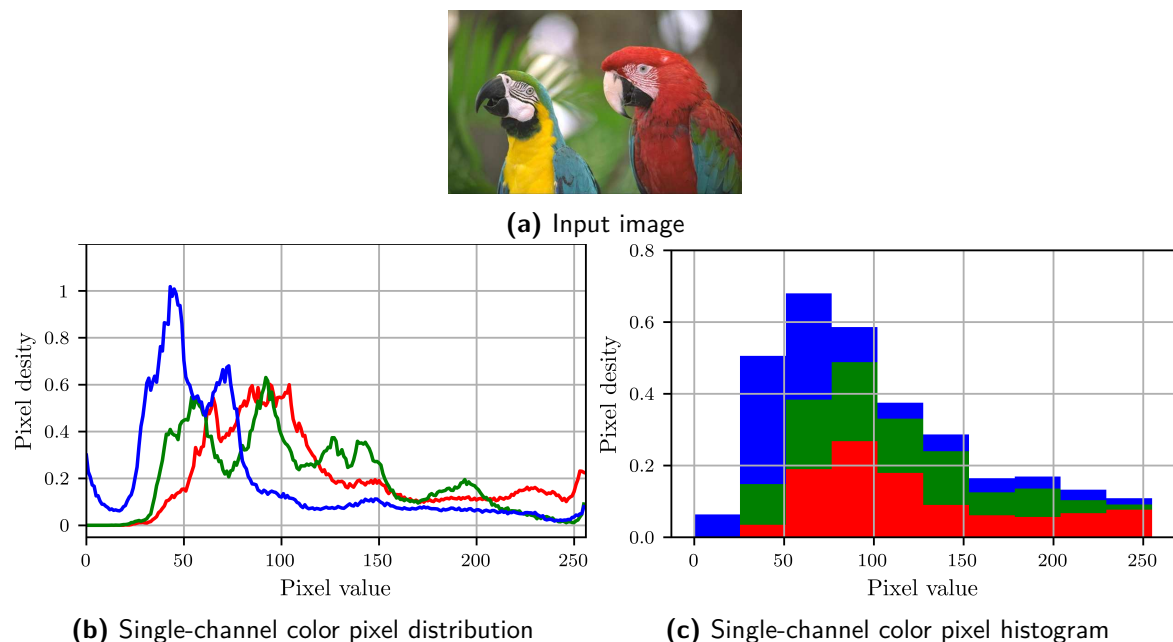 (a) Input image
Pixel desity
1
0.8
0.6
0.4
0.2
0
0 50 100 150 200 250
Pixel value
(b) Single-channel color pixel distribution
Pixel desity
0.8
0.6
0.4
0.2
0.0
0 50 100 150 200 250
Pixel value
(c) Single-channel color pixel histogram